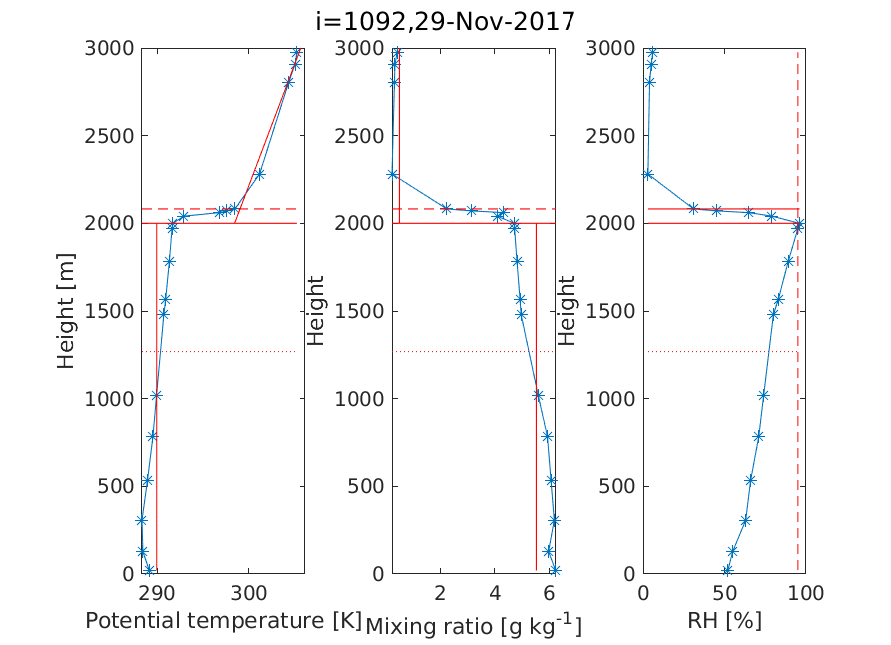 i=1092,29-Nov-2017
Height [m]
3000
2500
2000
1500
1000
500
0
290 300
Potential temperature [K]
Height
3000
2500
2000
1500
1000
500
0
2 4 6
Mixing ratio [g kg⁻¹]
Height
3000
2500
2000
1500
1000
500
0
0 50 100
RH [%]